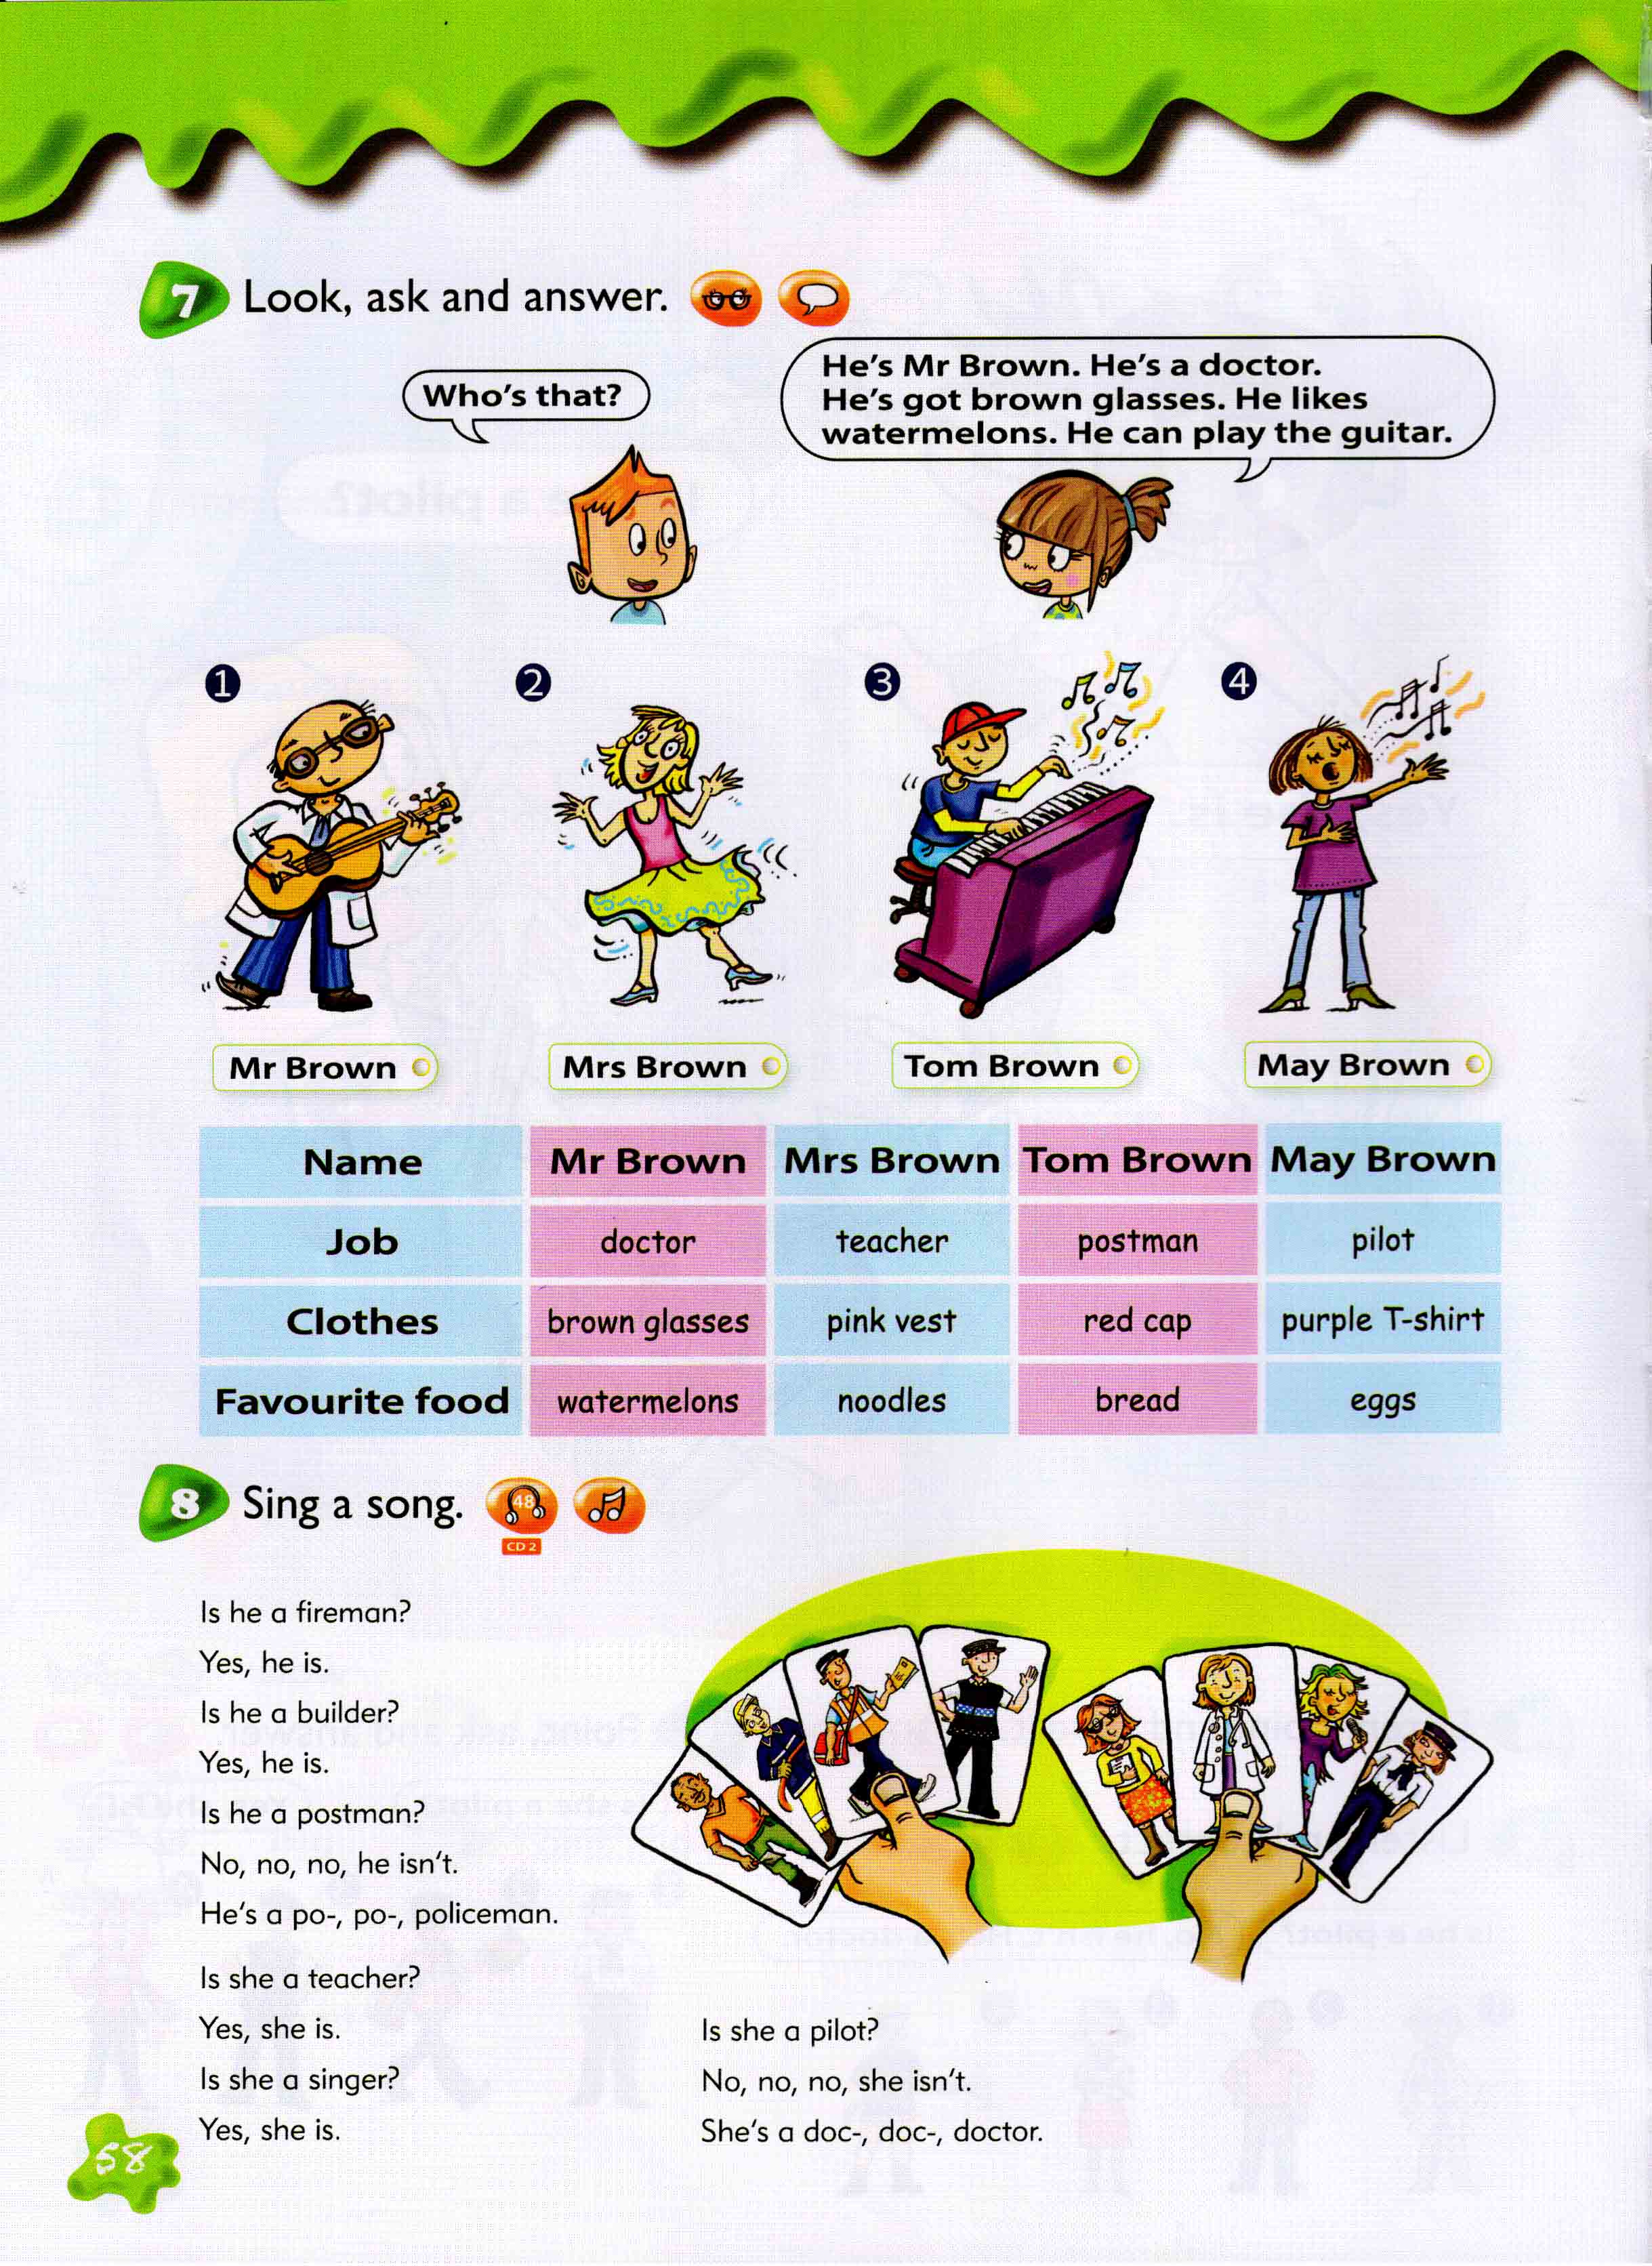 7 Look, ask and answer.
Who's that?
He's Mr Brown. He's a doctor.
He's got brown glasses. He likes
watermelons. He can play the guitar.
1 2 3 4
Mr Brown Mrs Brown Tom Brown May Brown
Name Mr Brown Mrs Brown Tom Brown May Brown
Job doctor teacher postman pilot
Clothes brown glasses pink vest red cap purple T-shirt
Favourite food watermelons noodles bread eggs
8 Sing a song.
48
CD 2
Is he a fireman?
Yes, he is.
Is he a builder?
Yes, he is.
Is he a postman?
No, no, no, he isn't.
He's a po-, po-, policeman.
Is she a teacher?
Yes, she is.
Is she a singer?
Yes, she is.
Is she a pilot?
No, no, no, she isn't.
She's a doc-, doc-, doctor.
58